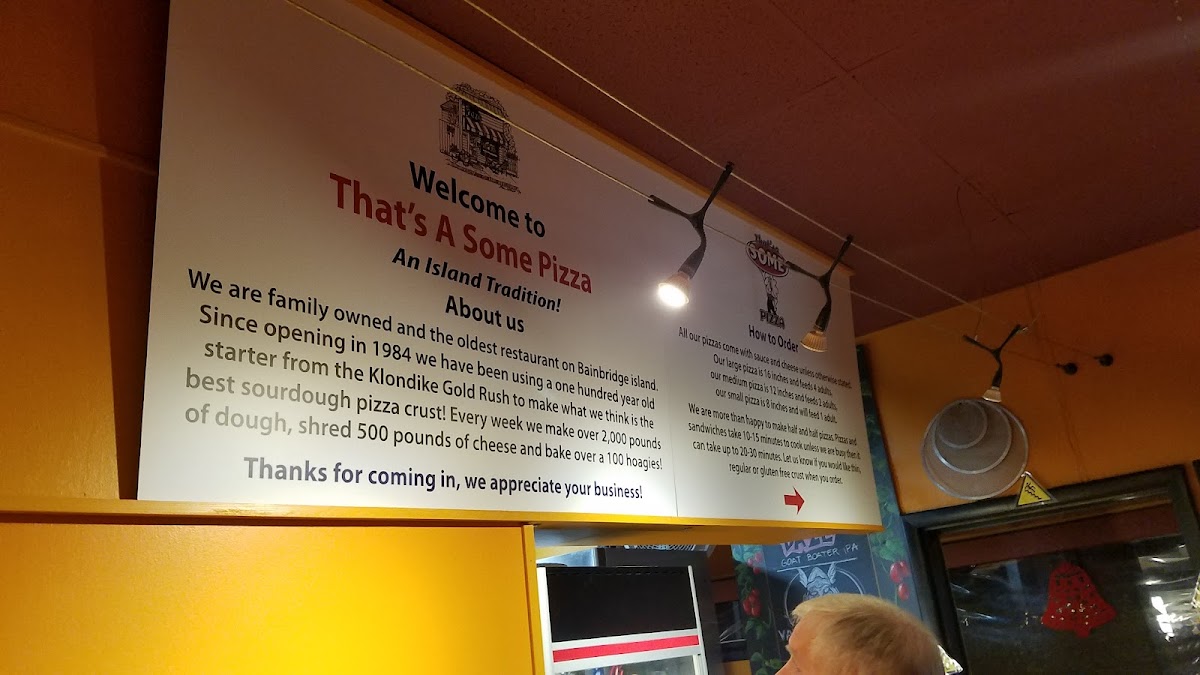 Welcome to
That's A Some Pizza
An Island Tradition!
About us
We are family owned and the oldest restaurant on Bainbridge island.
Since opening in 1984 we have been using a one hundred year old
starter from the Klondike Gold Rush to make what we think is the
best sourdough pizza crust! Every week we make over 2,000 pounds
of dough, shred 500 pounds of cheese and bake over a 100 hoagies!
Thanks for coming in, we appreciate your business!
That's a
SOME
PIZZA
How to Order
All our pizzas come with sauce and cheese unless otherwise stated.
Our large pizza is 16 inches and feeds 4 adults,
our medium pizza is 12 inches and feeds 2 adults,
our small pizza is 8 inches and will feed 1 adult.
We are more than happy to make half and half pizzas. Pizzas and
sandwiches take 10-15 minutes to cook unless we are busy then it
can take up to 20-30 minutes. Let us know if you would like thin,
regular or gluten free crust when you order.
GOAT BOATER IPA